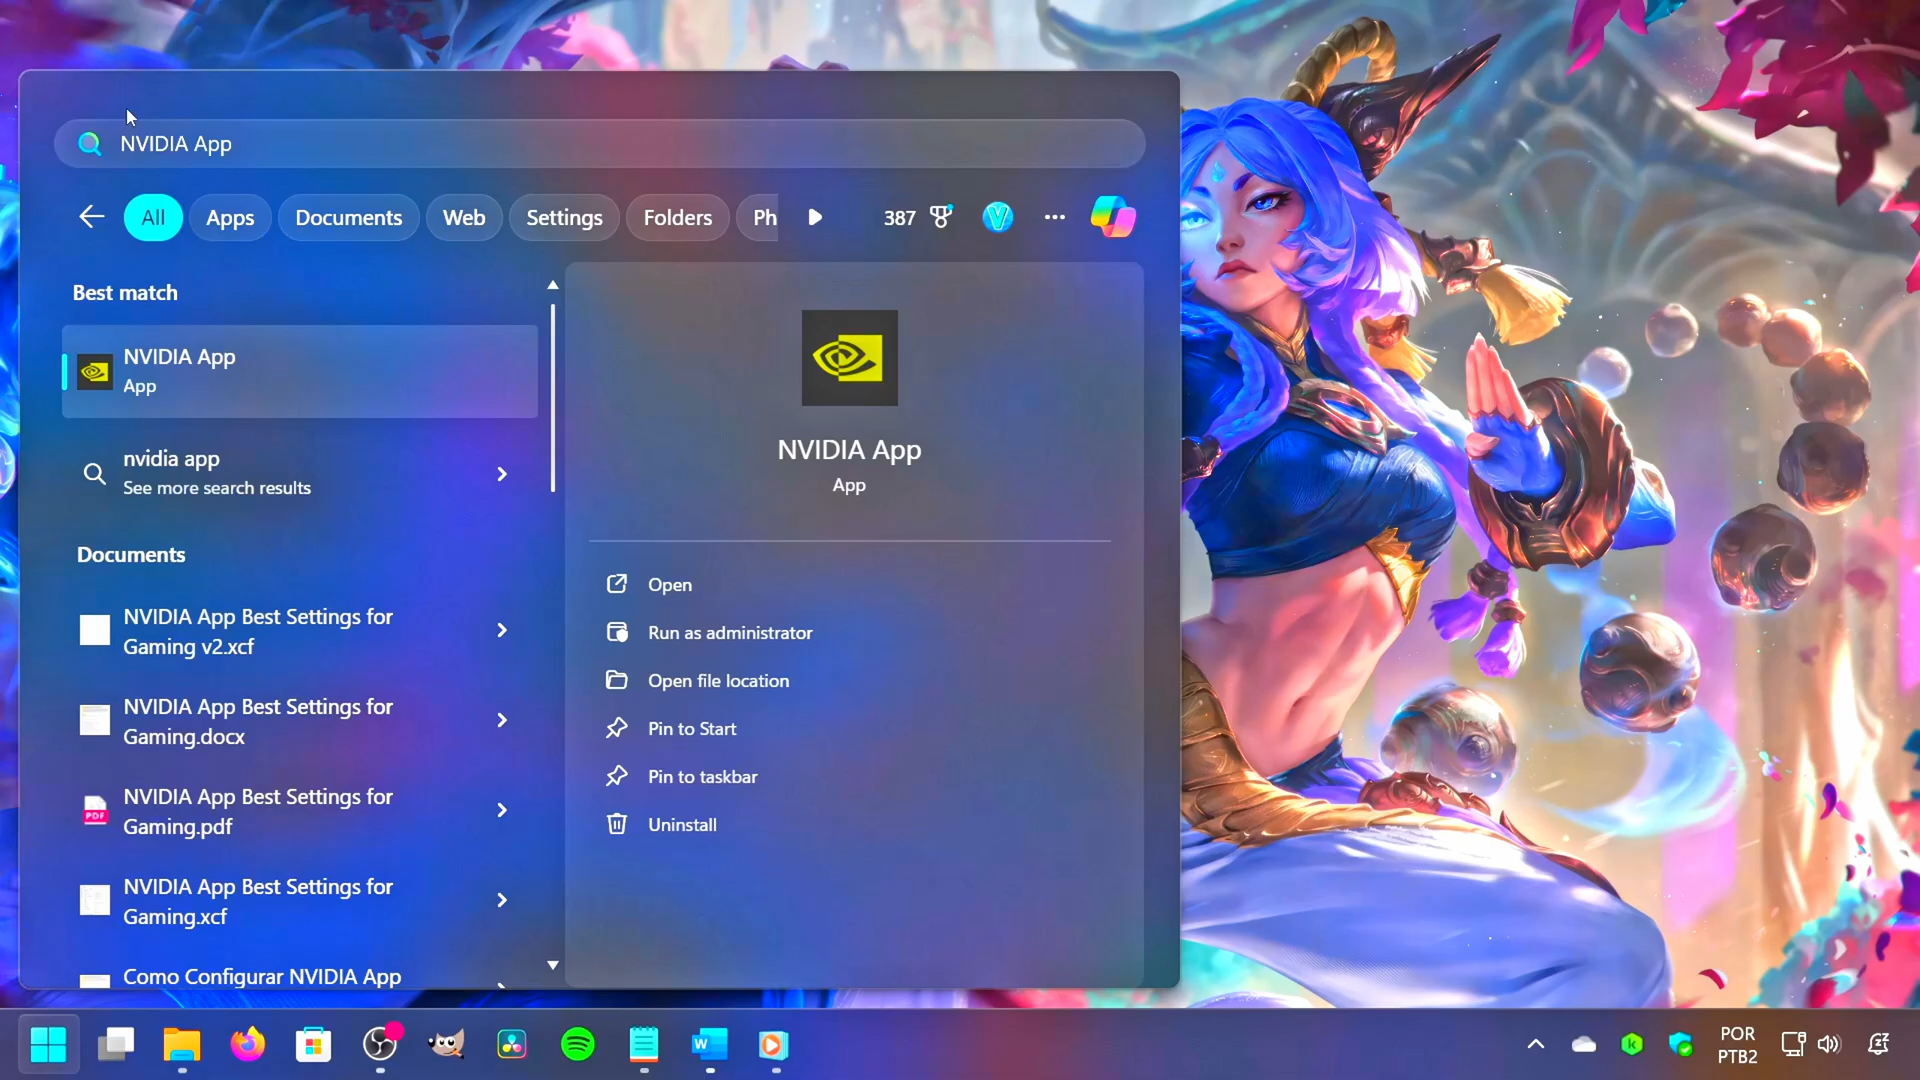 NVIDIA App
All
Apps
Documents
Web
Settings
Folders
Ph
387
Best match
NVIDIA App
App
nvidia app
See more search results
Documents
NVIDIA App Best Settings for
Gaming v2.xcf
NVIDIA App Best Settings for
Gaming.docx
NVIDIA App Best Settings for
Gaming.pdf
NVIDIA App Best Settings for
Gaming.xcf
Como Configurar NVIDIA App
NVIDIA App
App
Open
Run as administrator
Open file location
Pin to Start
Pin to taskbar
Uninstall
POR
PTB2